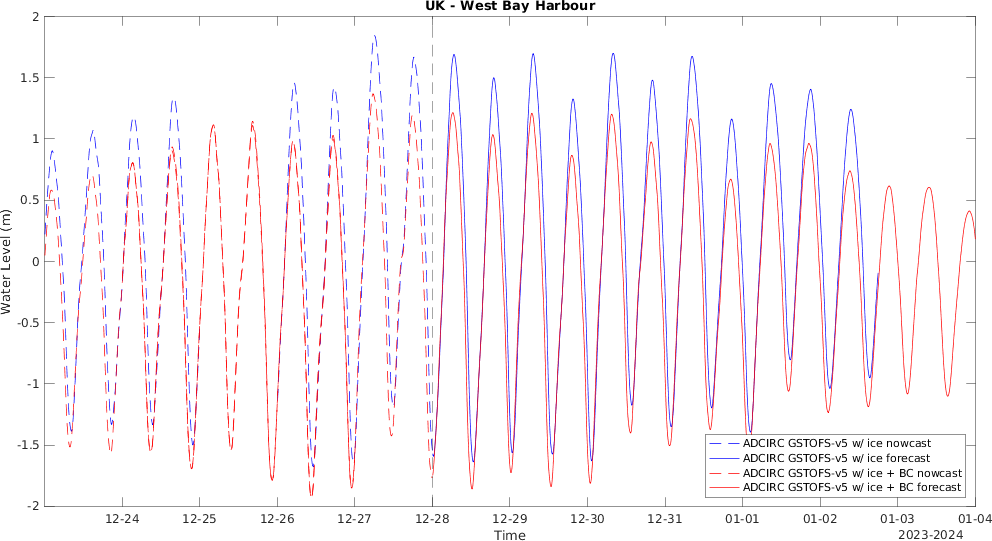 UK - West Bay Harbour
2
1.5
1
0.5
0
-0.5
-1
-1.5
-2
Water Level (m)
12-24 12-25 12-26 12-27 12-28 12-29 12-30 12-31 01-01 01-02 01-03 01-04
Time
2023-2024
ADCIRC GSTOFS-v5 w/ ice nowcast
ADCIRC GSTOFS-v5 w/ ice forecast
ADCIRC GSTOFS-v5 w/ ice + BC nowcast
ADCIRC GSTOFS-v5 w/ ice + BC forecast